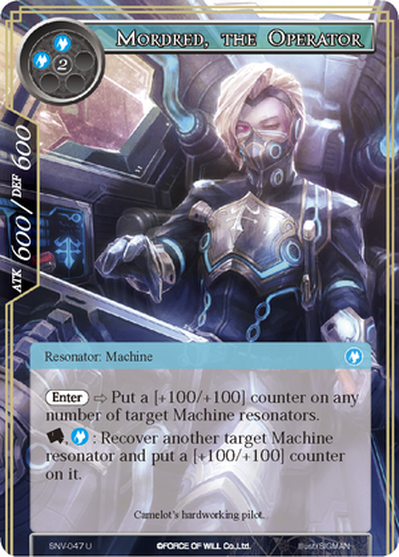 Mordred, the Operator
2
ATK 600 / DEF 600
Resonator: Machine
Enter ⇨ Put a [+100/+100] counter on any
number of target Machine resonators.
, : Recover another target Machine
resonator and put a [+100/+100] counter
on it.
Camelot's hardworking pilot.
SNV-047 U
©FORCE OF WILL Co.,Ltd.
Illust/SIGMAN